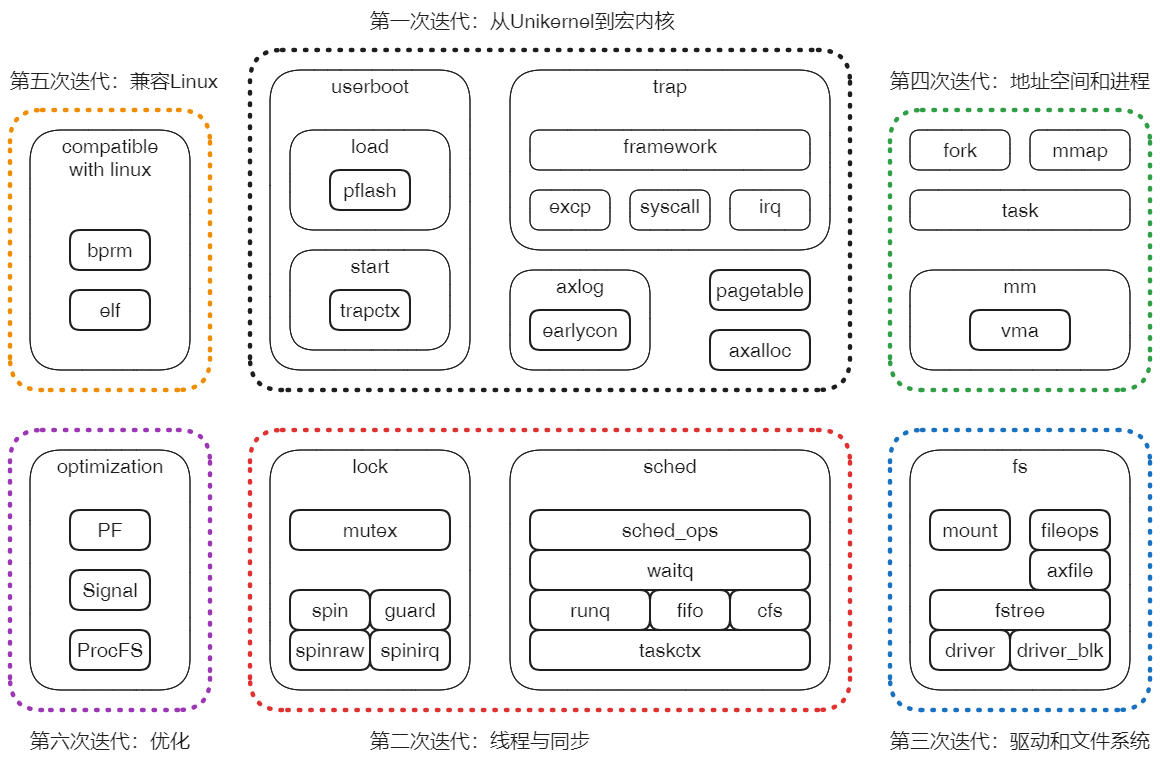 第一次迭代：从Unikernel到宏内核
第五次迭代：兼容Linux
第四次迭代：地址空间和进程
compatible
with linux
bprm
elf
userboot
load
pflash
start
trapctx
trap
framework
excp
syscall
irq
axlog
earlycon
pagetable
axalloc
fork
mmap
task
mm
vma
optimization
PF
Signal
ProcFS
lock
mutex
spin
guard
spinraw
spinirq
sched
sched_ops
waitq
runq
fifo
cfs
taskctx
fs
mount
fileops
axfile
fstree
driver
driver_blk
第六次迭代：优化
第二次迭代：线程与同步
第三次迭代：驱动和文件系统